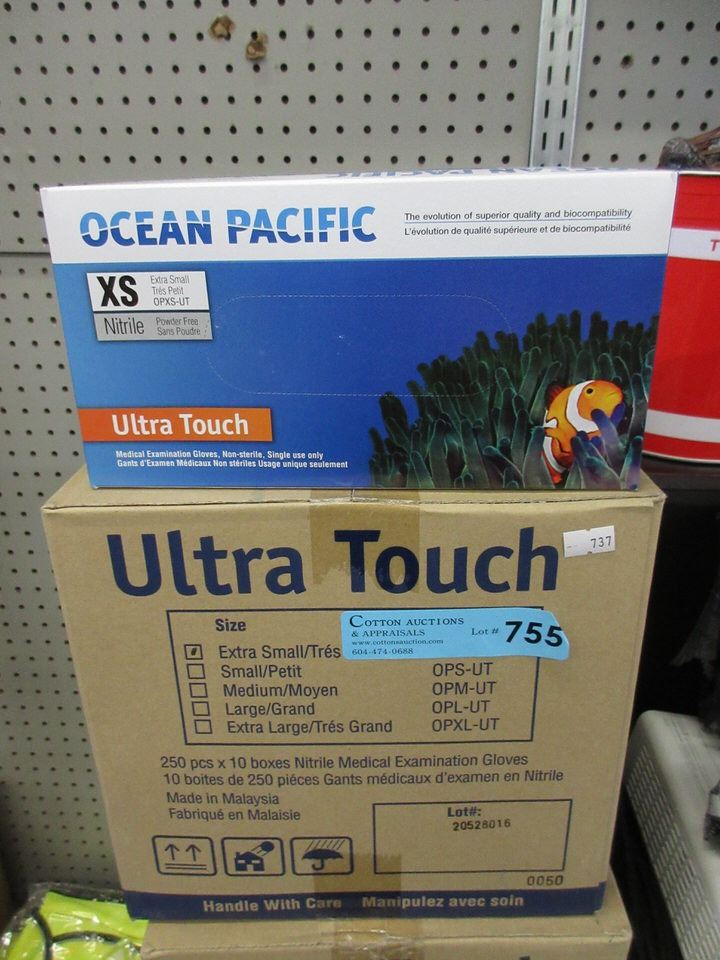 OCEAN PACIFIC
The evolution of superior quality and biocompatibility
L'évolution de qualité supérieure et de biocompatibilité
XS
Extra Small
Trés Petit
OPXS-UT
Nitrile
Powder Free
Sans Poudre
Ultra Touch
Medical Examination Gloves, Non-sterile, Single use only
Gants d'Examen Médicaux Non stériles Usage unique seulement
Ultra Touch
737
Size
COTTON AUCTIONS
& APPRAISALS
www.cottonsauction.com
604-474-0688
Lot # 755
Extra Small/Trés
Small/Petit OPS-UT
Medium/Moyen OPM-UT
Large/Grand OPL-UT
Extra Large/Trés Grand OPXL-UT
250 pcs x 10 boxes Nitrile Medical Examination Gloves
10 boites de 250 piéces Gants médicaux d'examen en Nitrile
Made in Malaysia
Fabriqué en Malaisie
Lot#:
20528016
0050
Handle With Care Manipulez avec soin